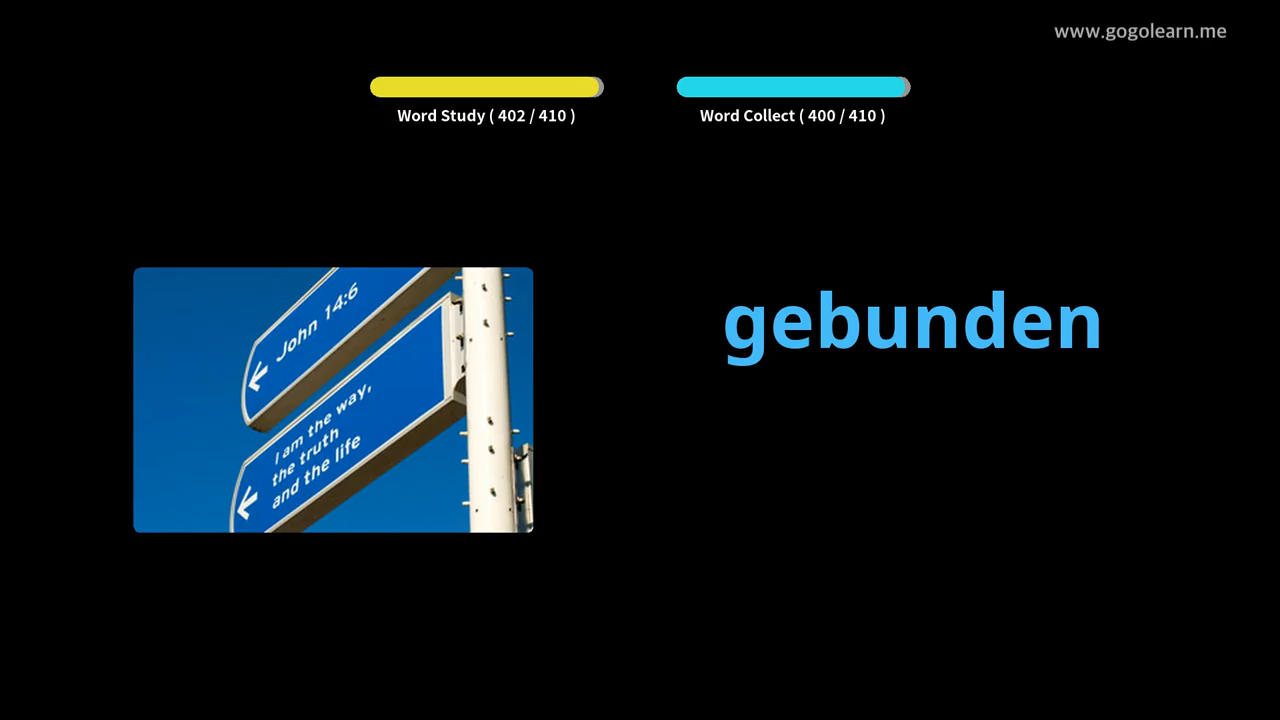 www.gogolearn.me
Word Study ( 402 / 410 )
Word Collect ( 400 / 410 )
John 14:6
I am the way,
the truth
and the life
gebunden